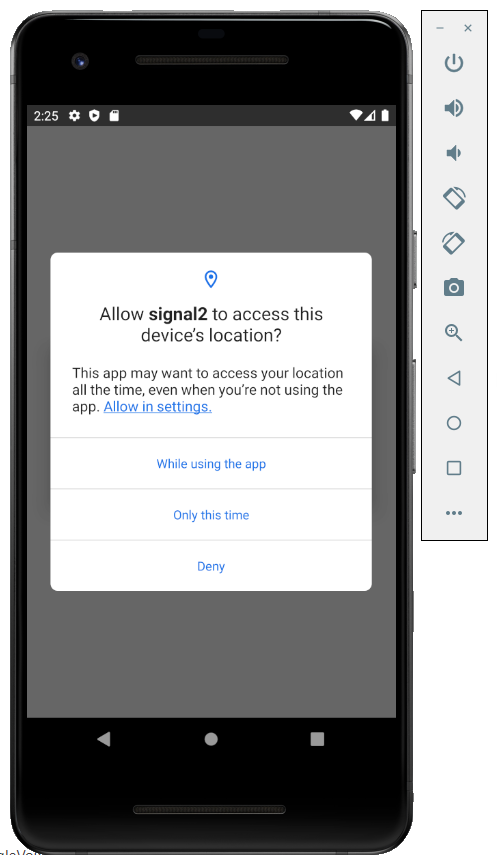 2:25
Allow signal2 to access this
device's location?
This app may want to access your location
all the time, even when you're not using the
app. Allow in settings.
While using the app
Only this time
Deny